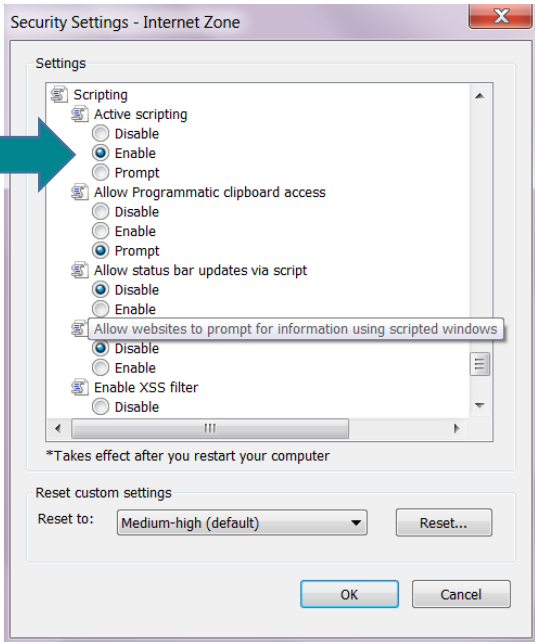 Security Settings - Internet Zone
X
Settings
Scripting
Active scripting
Disable
Enable
Prompt
Allow Programmatic clipboard access
Disable
Enable
Prompt
Allow status bar updates via script
Disable
Enable
Allow websites to prompt for information using scripted windows
Disable
Enable
Enable XSS filter
Disable
*Takes effect after you restart your computer
Reset custom settings
Reset to:
Medium-high (default)
Reset...
OK
Cancel